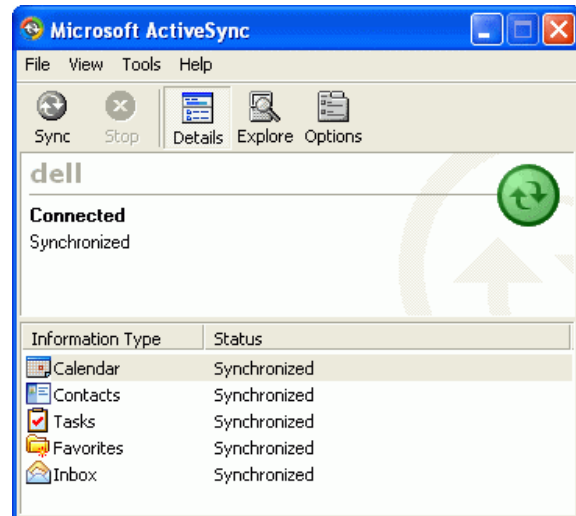 Microsoft ActiveSync
File View Tools Help
Sync Stop Details Explore Options
dell
Connected
Synchronized
Information Type Status
Calendar Synchronized
Contacts Synchronized
Tasks Synchronized
Favorites Synchronized
Inbox Synchronized